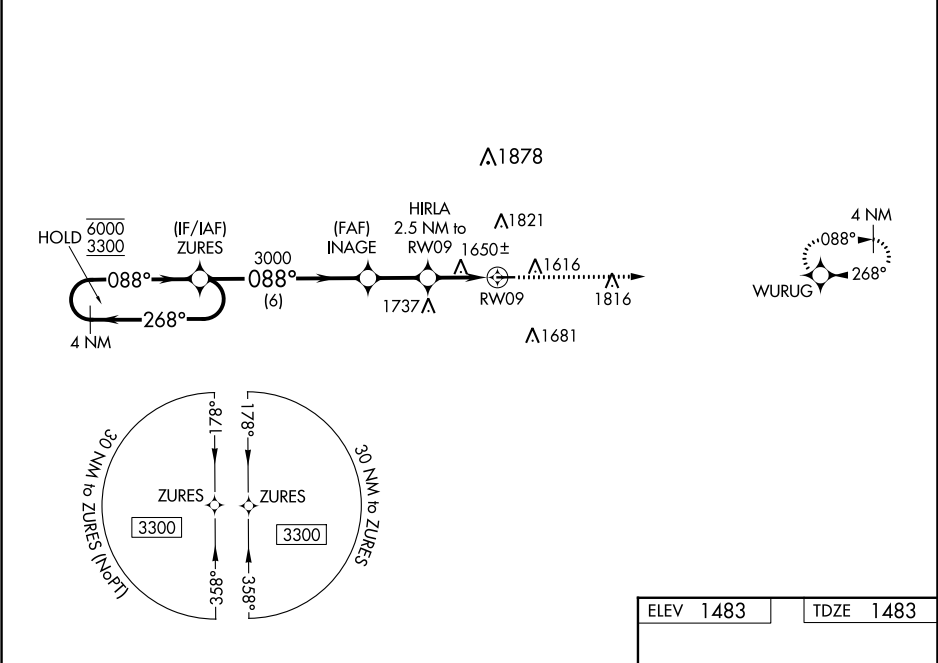 1878
HOLD
6000
3300
(IF/IAF)
ZURES
(FAF)
INAGE
HIRLA
2.5 NM to
RW09
1821
1650±
4 NM
088°
3000
088°
(6)
1616
088°
268°
268°
WURUG
4 NM
1737
RW09
1816
1681
30 NM to ZURES (NoPT)
178°
178°
30 NM to ZURES
ZURES
ZURES
3300
3300
358°
358°
ELEV 1483
TDZE 1483